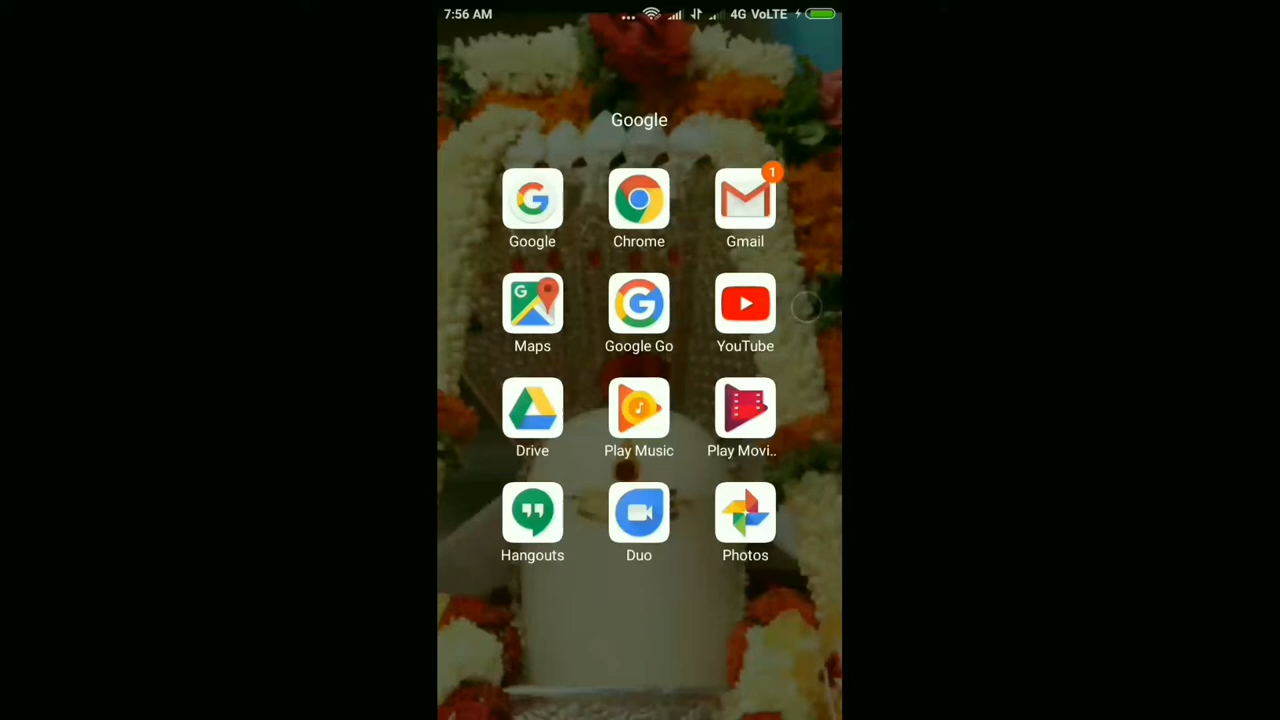 7:56 AM ... 4G VoLTE
Google
1
Google Chrome Gmail
G
Maps Google Go YouTube
Drive Play Music Play Movi..
Hangouts Duo Photos